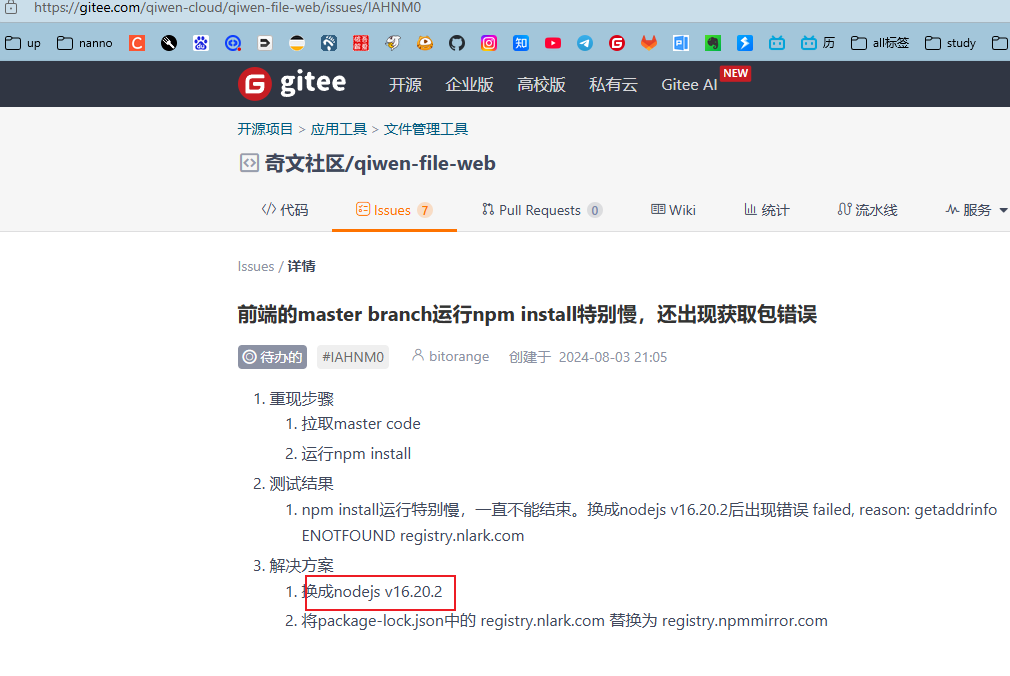 https://gitee.com/qiwen-cloud/qiwen-file-web/issues/IAHNM0
up nanno 历 all标签 study
gitee 开源 企业版 高校版 私有云 Gitee AI NEW
开源项目 > 应用工具 > 文件管理工具
奇文社区/qiwen-file-web
代码 Issues 7 Pull Requests 0 Wiki 统计 流水线 服务
Issues / 详情
前端的master branch运行npm install特别慢，还出现获取包错误
待办的 #IAHNM0 bitorange 创建于 2024-08-03 21:05
1. 重现步骤
1. 拉取master code
2. 运行npm install
2. 测试结果
1. npm install运行特别慢，一直不能结束。换成nodejs v16.20.2后出现错误 failed, reason: getaddrinfo
ENOTFOUND registry.nlark.com
3. 解决方案
1. 换成nodejs v16.20.2
2. 将package-lock.json中的 registry.nlark.com 替换为 registry.npmmirror.com